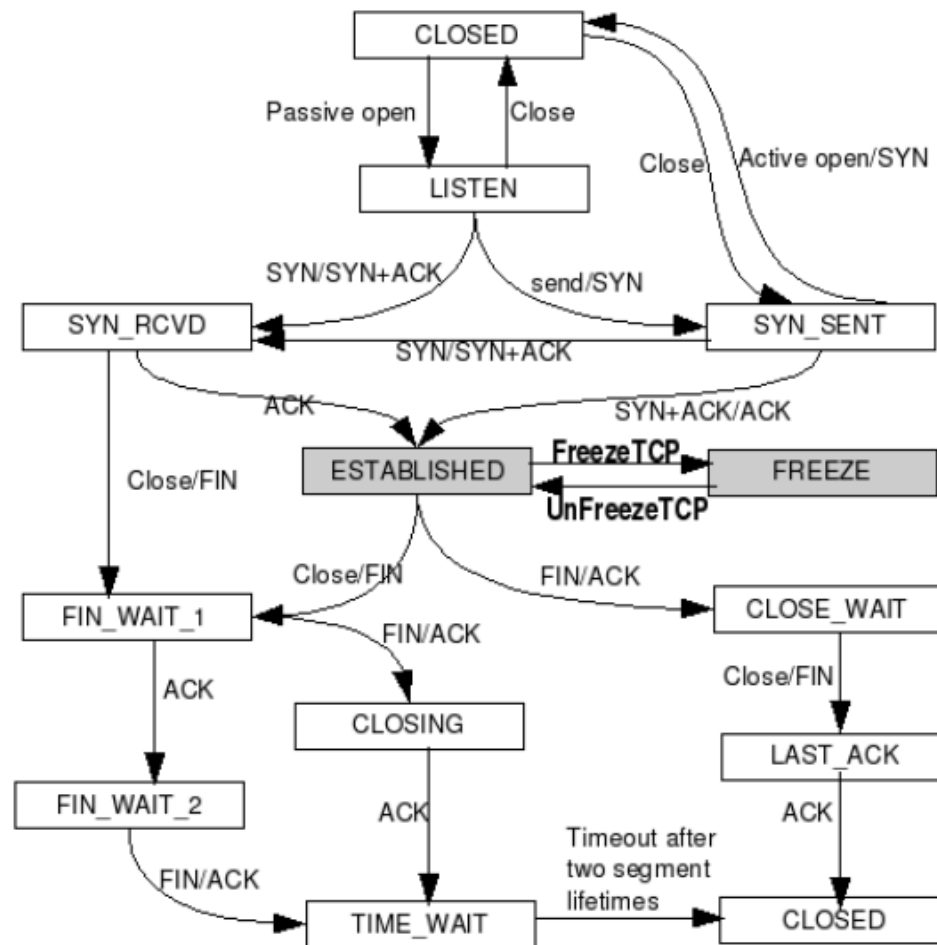 CLOSED
Passive open
Close
Close
Active open/SYN
LISTEN
SYN/SYN+ACK
send/SYN
SYN_RCVD
SYN_SENT
SYN/SYN+ACK
ACK
SYN+ACK/ACK
FreezeTCP
ESTABLISHED
FREEZE
UnFreezeTCP
Close/FIN
Close/FIN
FIN/ACK
FIN_WAIT_1
CLOSE_WAIT
FIN/ACK
ACK
Close/FIN
CLOSING
LAST_ACK
FIN_WAIT_2
ACK
ACK
Timeout after
two segment
lifetimes
FIN/ACK
TIME_WAIT
CLOSED